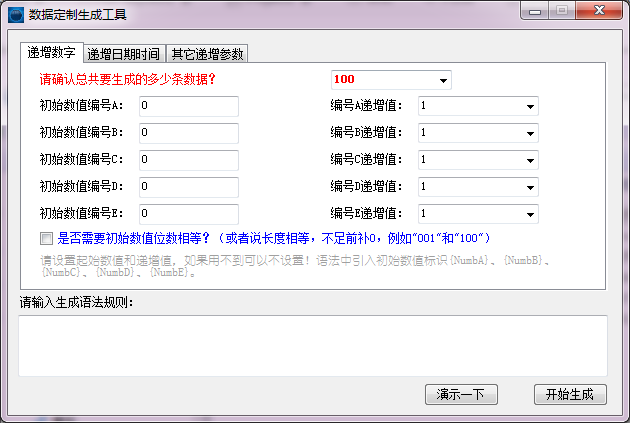 数据定制生成工具
递增数字 递增日期时间 其它递增参数
请确认总共要生成的多少条数据？ 100
初始数值编号A： 0 编号A递增值： 1
初始数值编号B： 0 编号B递增值： 1
初始数值编号C： 0 编号C递增值： 1
初始数值编号D： 0 编号D递增值： 1
初始数值编号E： 0 编号E递增值： 1
是否需要初始数值位数相等？（或者说长度相等，不足前补0，例如"001"和"100"）
请设置起始数值和递增值，如果用不到可以不设置！语法中引入初始数值标识{NumbA}、{NumbB}、
{NumbC}、{NumbD}、{NumbE}。
请输入生成语法规则：
演示一下 开始生成